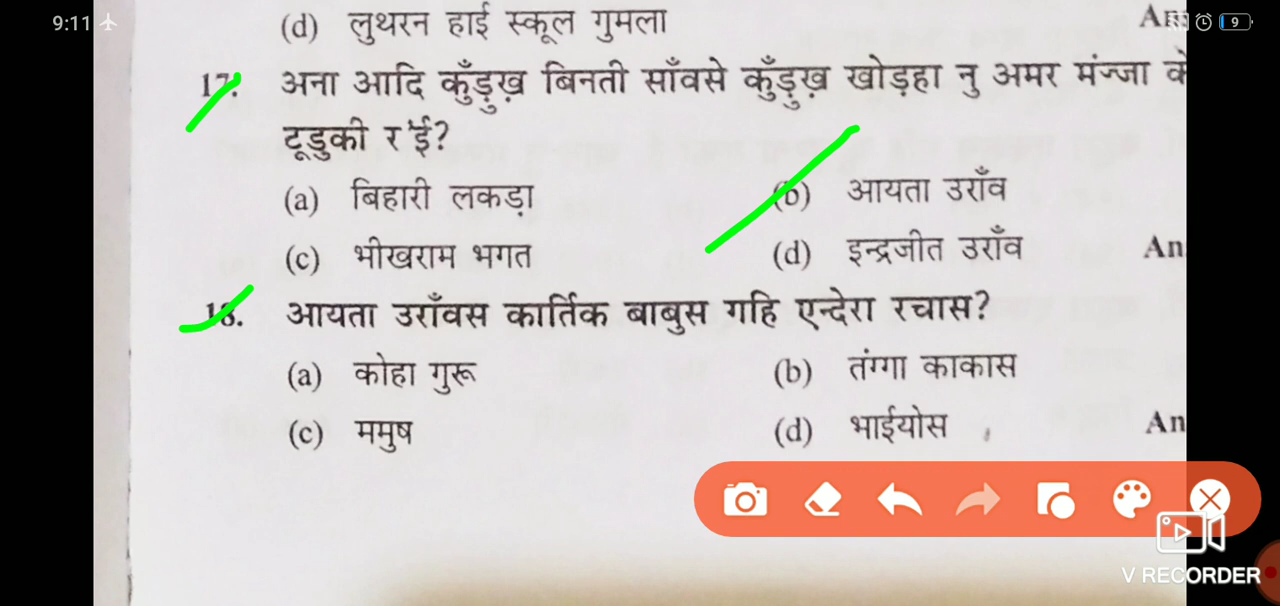 9:11
9
(d) लुथरन हाई स्कूल गुमला
17. अना आदि कुँड़ुख़ बिनती साँवसे कुँड़ुख़ खोड़हा नु अमर मंज्जा के
टूडुकी र'ई?
(a) बिहारी लकड़ा (b) आयता उराँव
(c) भीखराम भगत (d) इन्द्रजीत उराँव An
18. आयता उराँवस कार्तिक बाबुस गहि एन्देरा रचास?
(a) कोहा गुरू (b) तंग्गा काकास
(c) ममुष (d) भाईयोस An
V RECORDER